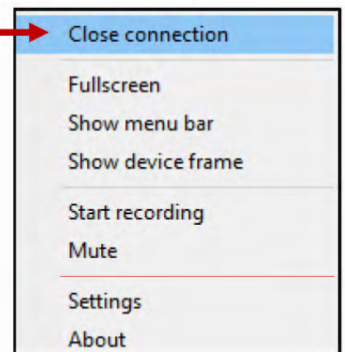 Close connection
Fullscreen
Show menu bar
Show device frame
Start recording
Mute
Settings
About